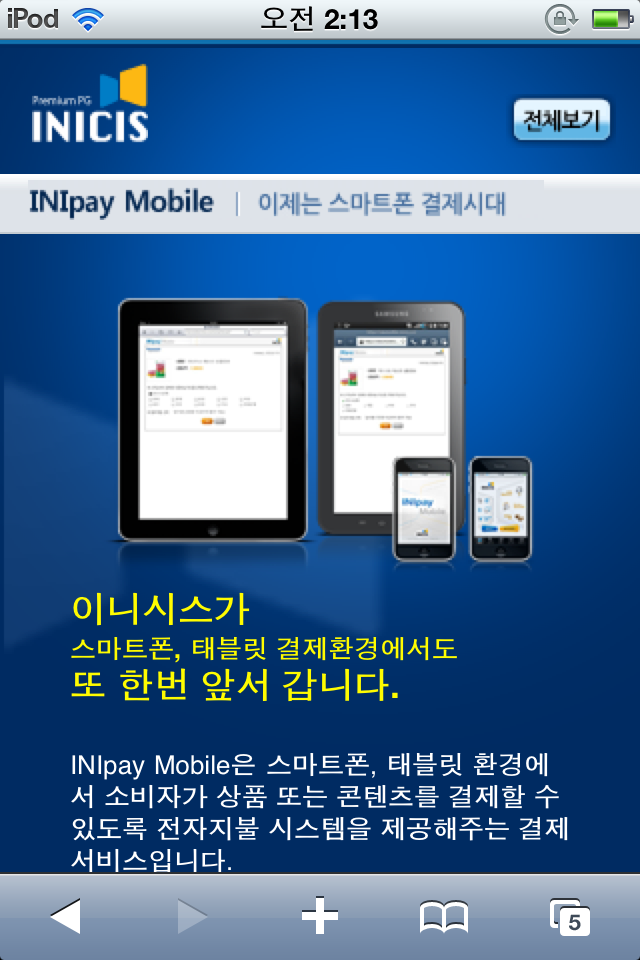 iPod 오전 2:13
Premium PG
INICIS
전체보기
INIpay Mobile | 이제는 스마트폰 결제시대
SAMSUNG
INIpay
Mobile
이니시스가
스마트폰, 태블릿 결제환경에서도
또 한번 앞서 갑니다.
INIpay Mobile은 스마트폰, 태블릿 환경에
서 소비자가 상품 또는 콘텐츠를 결제할 수
있도록 전자지불 시스템을 제공해주는 결제
서비스입니다.
5